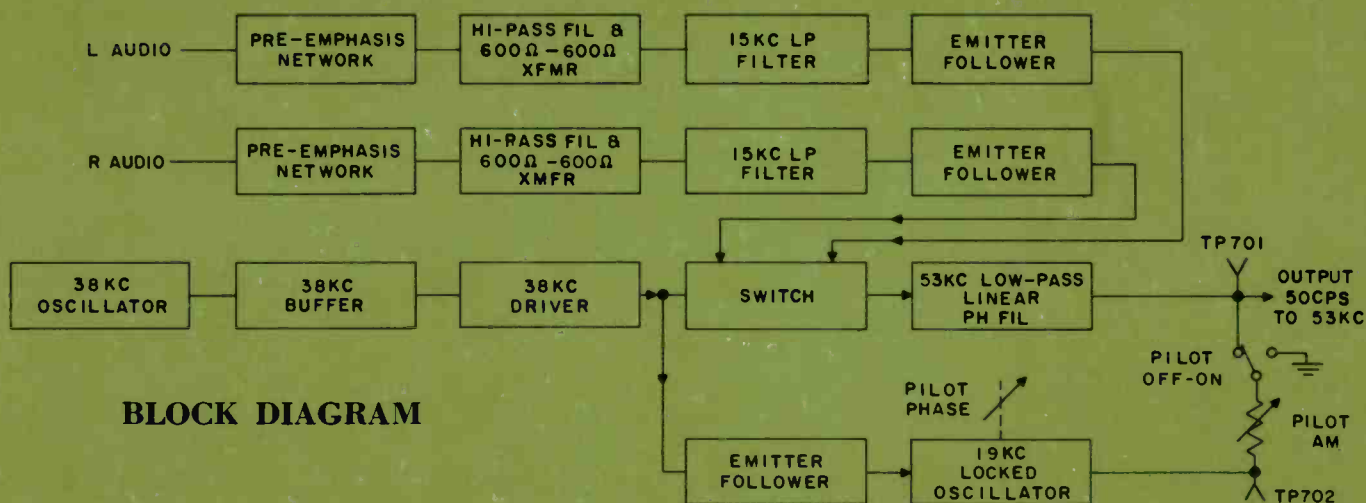 L AUDIO
PRE-EMPHASIS
NETWORK
HI-PASS FIL &
600Ω-600Ω
XFMR
15KC LP
FILTER
EMITTER
FOLLOWER
R AUDIO
PRE-EMPHASIS
NETWORK
HI-PASS FIL &
600Ω-600Ω
XMFR
15KC LP
FILTER
EMITTER
FOLLOWER
38KC
OSCILLATOR
38KC
BUFFER
38KC
DRIVER
SWITCH
53KC LOW-PASS
LINEAR
PH FIL
TP701
OUTPUT
50CPS
TO 53KC
PILOT
OFF-ON
PILOT
AM
TP702
PILOT
PHASE
BLOCK DIAGRAM
EMITTER
FOLLOWER
19KC
LOCKED
OSCILLATOR